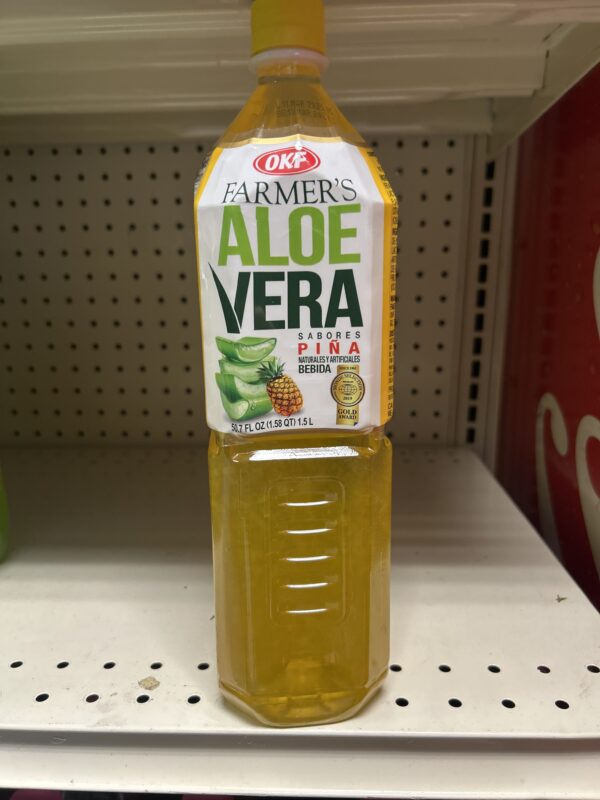 OKF
FARMER'S
ALOE
VERA
SABORES
PIÑA
NATURALES Y ARTIFICIALES
BEBIDA
GOLD
AWARD
50.7 FL OZ (1.58 QT) 1.5 L